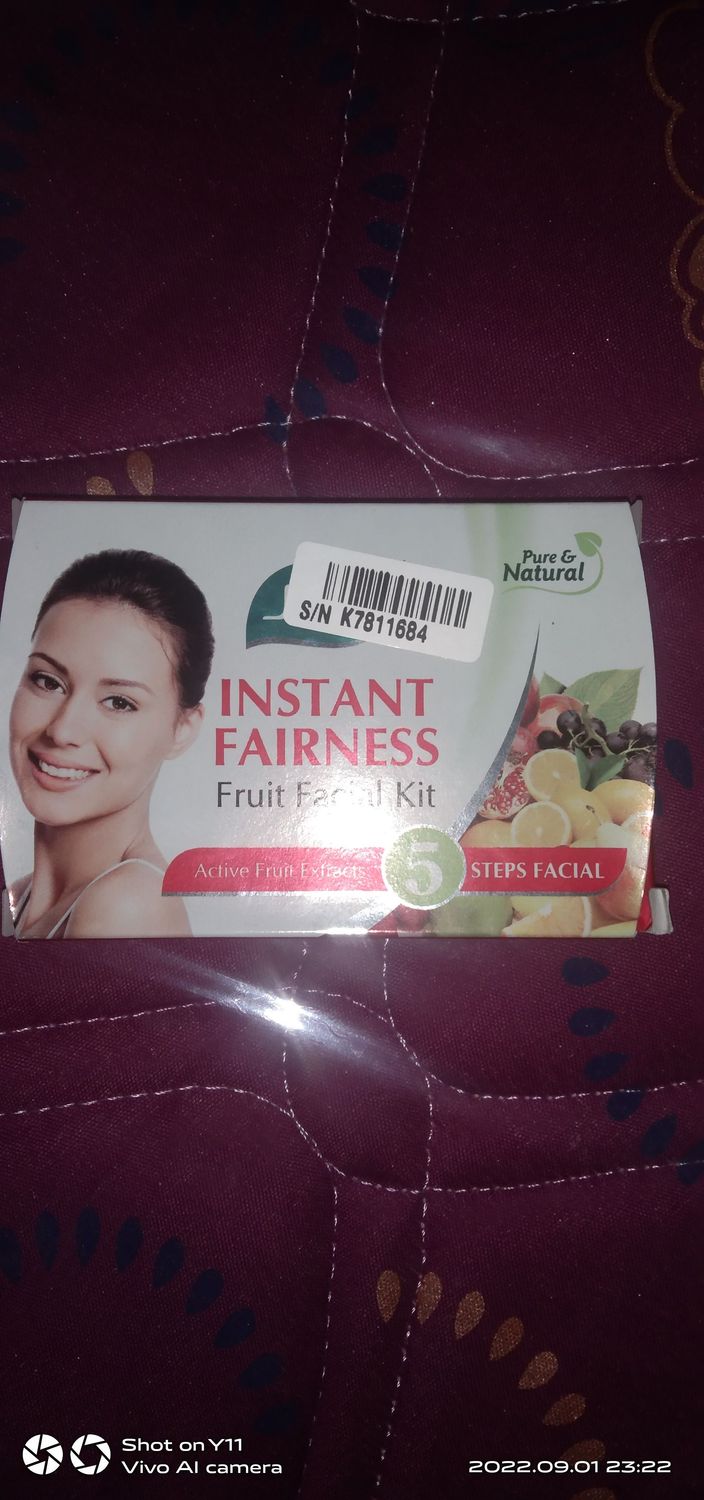 Pure &
Natural
S/N K7811684
INSTANT
FAIRNESS
Fruit Facial Kit
Active Fruit Extracts 5 STEPS FACIAL
Shot on Y11
Vivo AI camera
2022.09.01 23:22